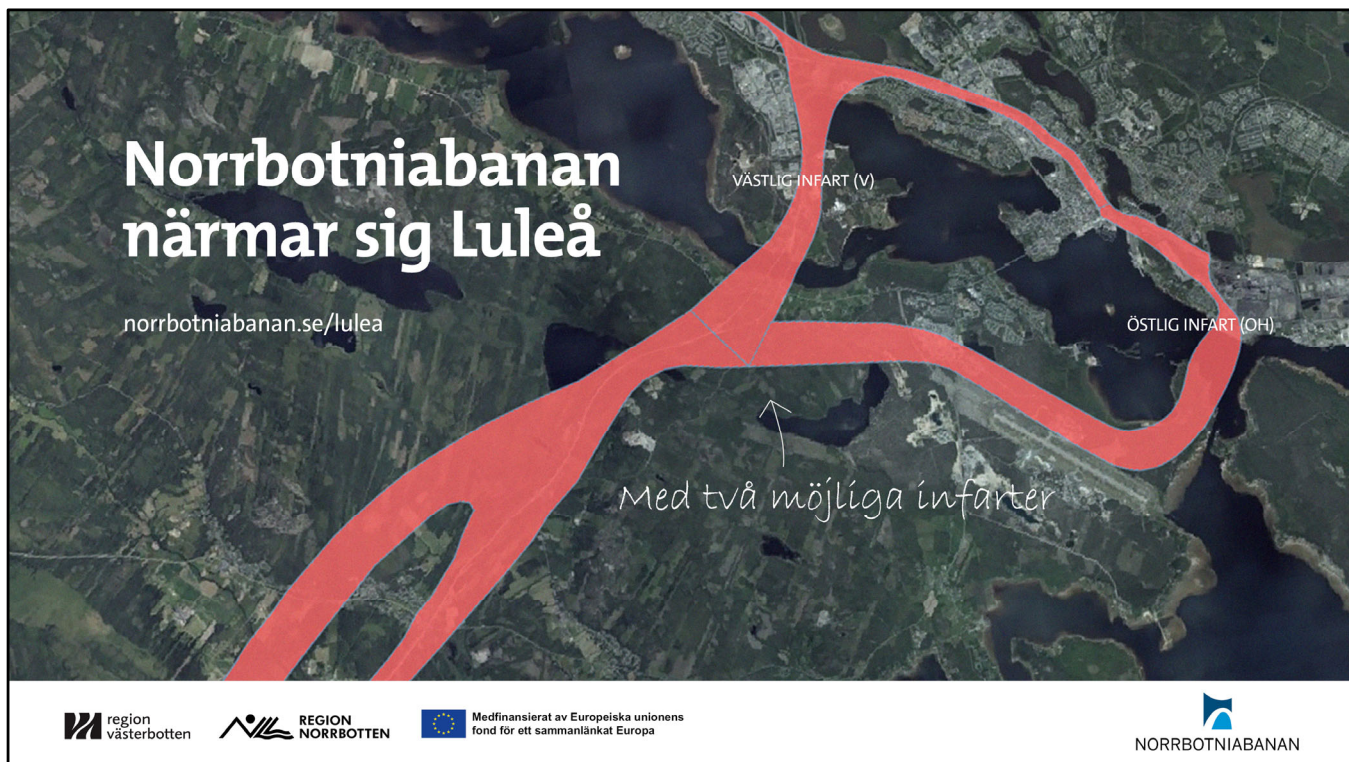 Norrbotniabanan
närmar sig Luleå
norrbotniabanan.se/lulea
VÄSTLIG INFART (V)
ÖSTLIG INFART (OH)
Med två möjliga infarter
region
västerbotten
REGION
NORRBOTTEN
Medfinansierat av Europeiska unionens
fond för ett sammanlänkat Europa
NORRBOTNIABANAN